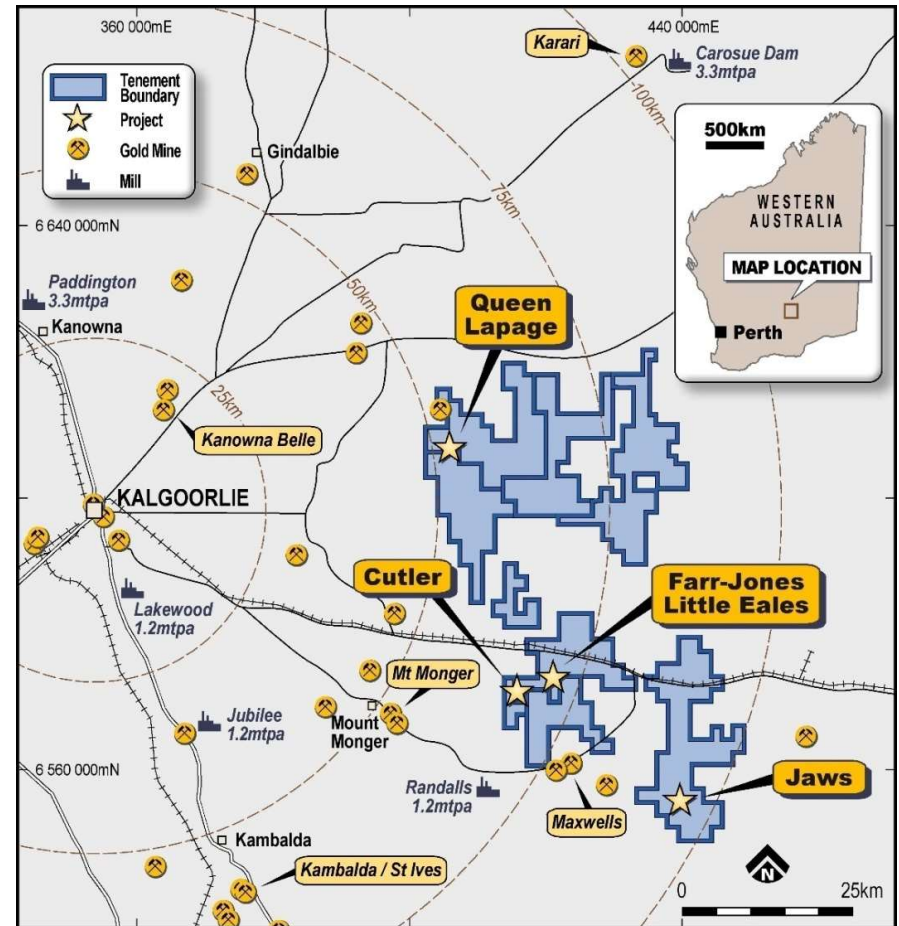 360 000mE
440 000mE
Karari
Carosue Dam
3.3mtpa
Tenement
Boundary
Project
Gold Mine
Mill
100km
500km
WESTERN
AUSTRALIA
MAP LOCATION
Perth
Gindalbie
75km
6 640 000mN
Paddington
3.3mtpa
Kanowna
50km
Queen
Lapage
25km
Kanowna Belle
KALGOORLIE
Cutler
Farr-Jones
Little Eales
Lakewood
1.2mtpa
Mt Monger
Jubilee
1.2mtpa
Mount
Monger
6 560 000mN
Randalls
1.2mtpa
Jaws
Maxwells
Kambalda
Kambalda / St Ives
N
0
25km